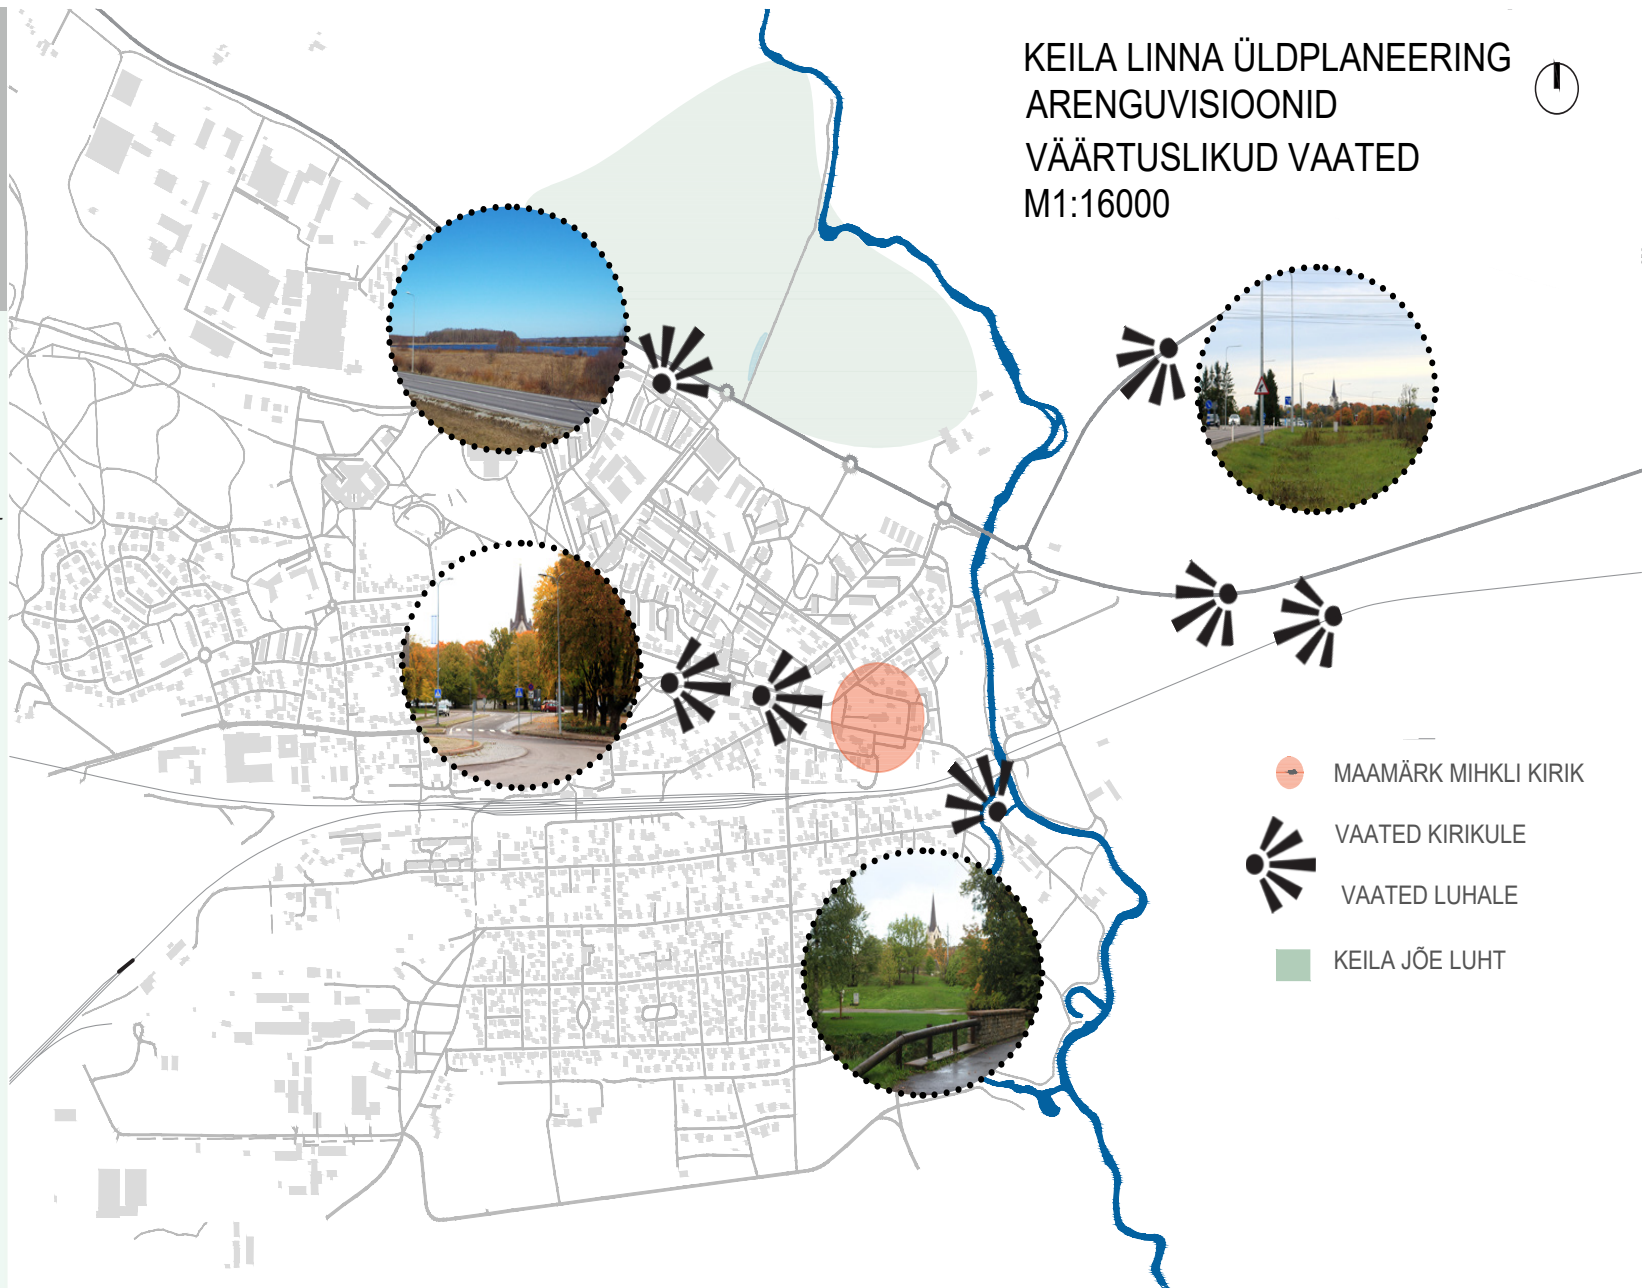 KEILA LINNA ÜLDPLANEERING
ARENGUVISIOONID
VÄÄRTUSLIKUD VAATED
M1:16000
MAAMÄRK MIHKLI KIRIK
VAATED KIRIKULE
VAATED LUHALE
KEILA JÕE LUHT